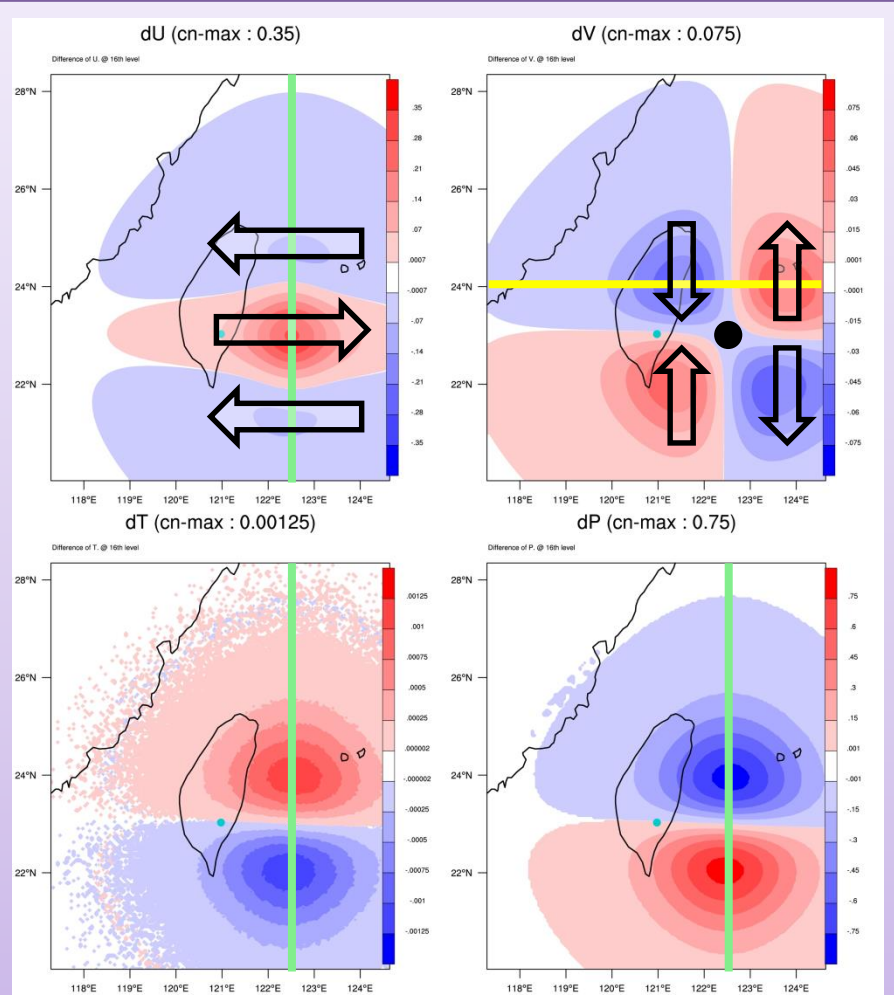 dU (cn-max : 0.35)
Difference of U. @ 16th level
28°N
26°N
24°N
22°N
118°E 119°E 120°E 121°E 122°E 123°E 124°E
.35
.28
.21
.14
.07
.0007
-.0007
-.07
-.14
-.21
-.28
-.35
dV (cn-max : 0.075)
Difference of V. @ 16th level
28°N
26°N
24°N
22°N
118°E 119°E 120°E 121°E 122°E 123°E 124°E
.075
.06
.045
.03
.015
.0001
-.0001
-.015
-.03
-.045
-.06
-.075
dT (cn-max : 0.00125)
Difference of T. @ 16th level
28°N
26°N
24°N
22°N
118°E 119°E 120°E 121°E 122°E 123°E 124°E
.00125
.001
.00075
.0005
.00025
.000002
-.000002
-.00025
-.0005
-.00075
-.001
-.00125
dP (cn-max : 0.75)
Difference of P. @ 16th level
28°N
26°N
24°N
22°N
118°E 119°E 120°E 121°E 122°E 123°E 124°E
.75
.6
.45
.3
.15
.001
-.001
-.15
-.3
-.45
-.6
-.75